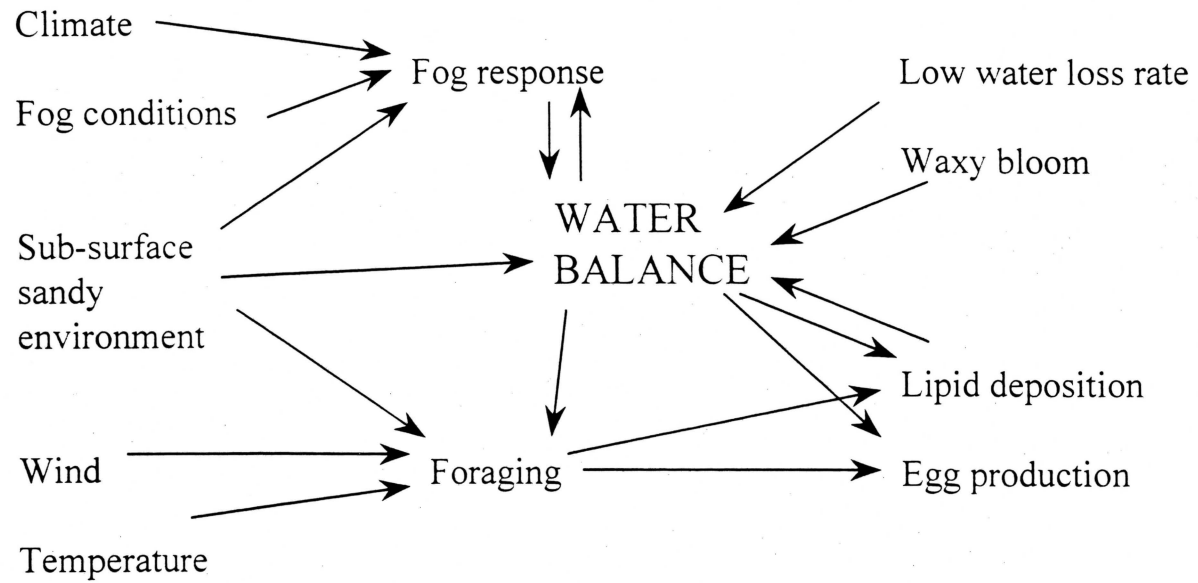 Climate
Fog response
Low water loss rate
Fog conditions
Waxy bloom
WATER
BALANCE
Sub-surface
sandy
environment
Lipid deposition
Wind
Foraging
Egg production
Temperature